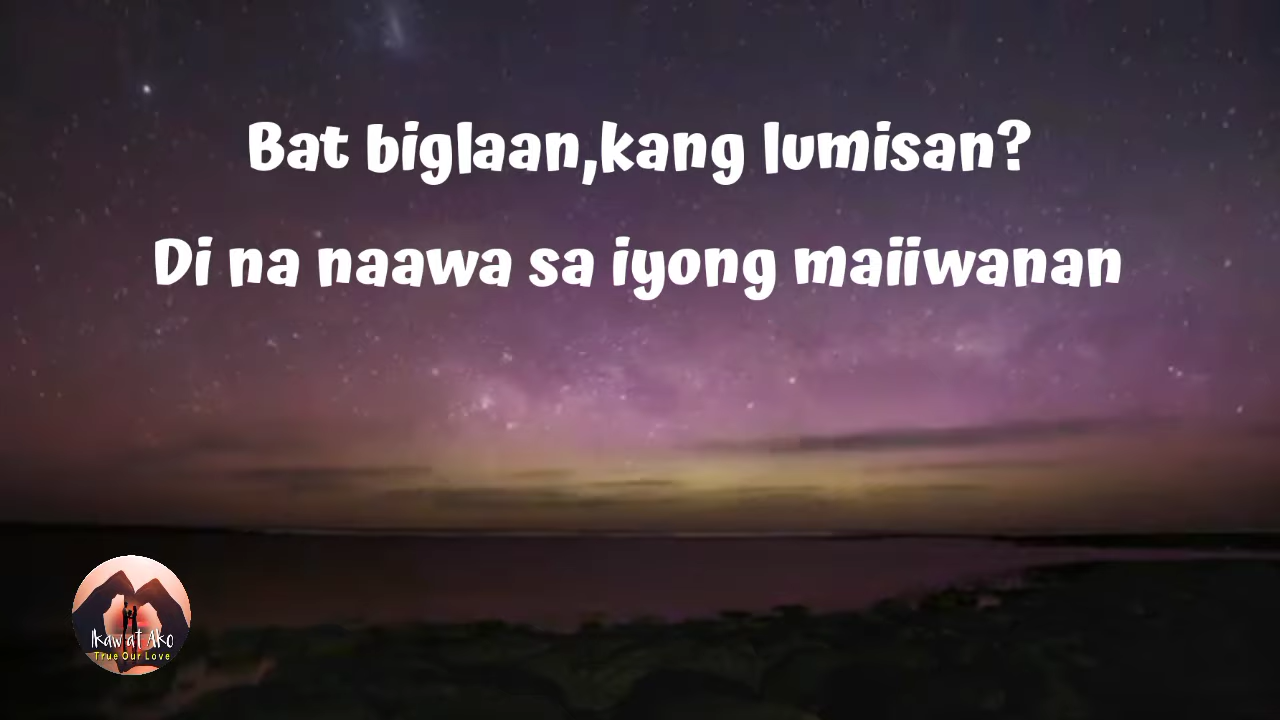 Bat biglaan,kang lumisan?
Di na naawa sa iyong maiiwanan
Ikaw at Ako
True Our Love